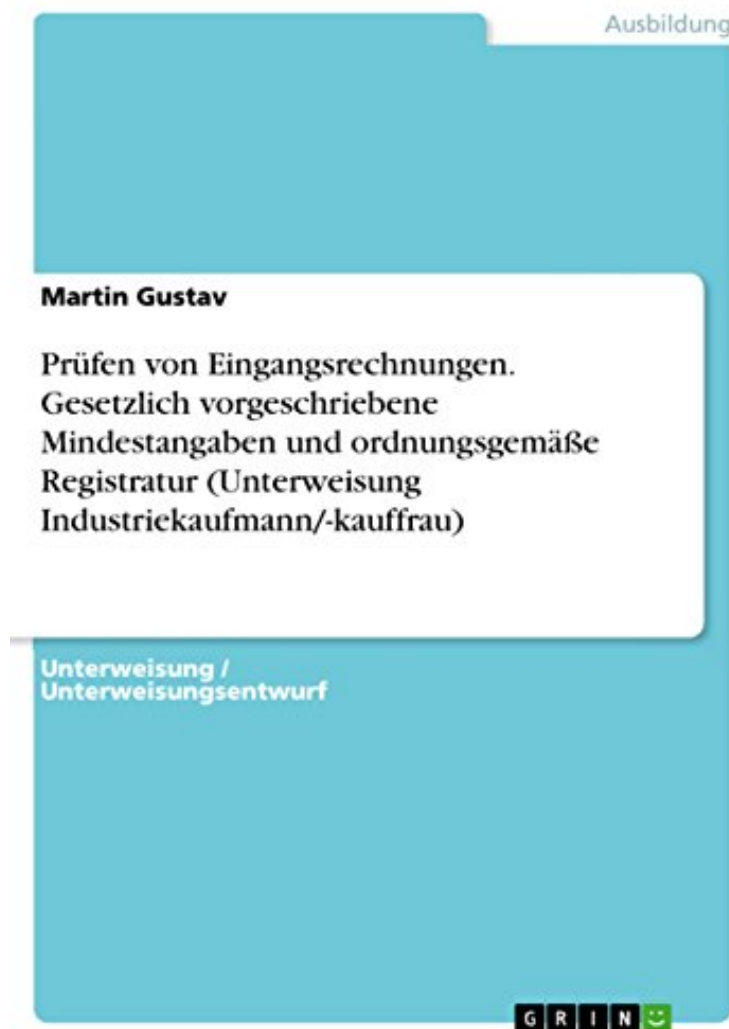 Ausbildung
Martin Gustav
Prüfen von Eingangsrechnungen.
Gesetzlich vorgeschriebene
Mindestangaben und ordnungsgemäße
Registratur (Unterweisung
Industriekaufmann/-kauffrau)
Unterweisung /
Unterweisungsentwurf
GRIN